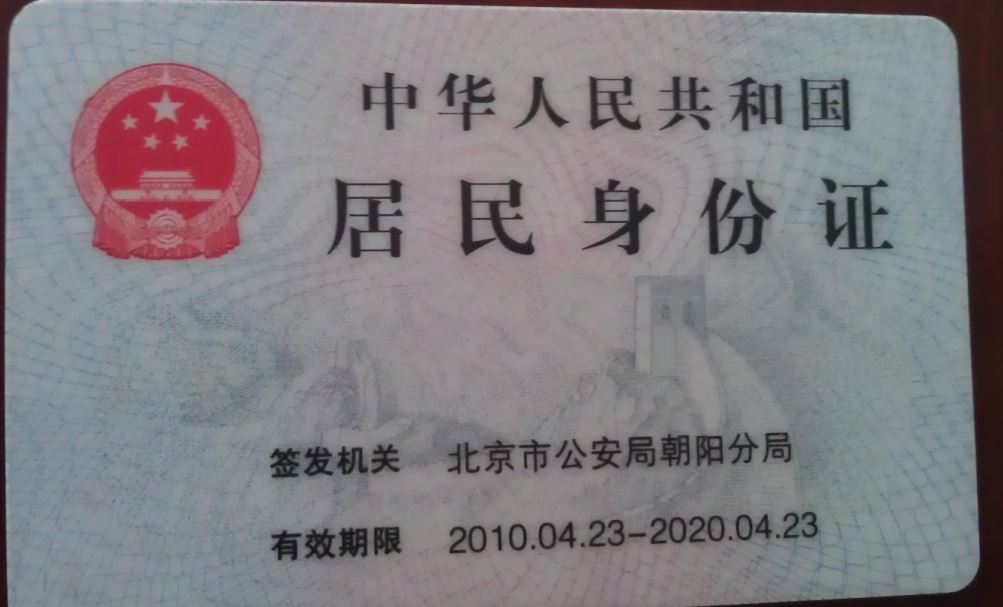 中华人民共和国
居民身份证
签发机关 北京市公安局朝阳分局
有效期限 2010.04.23-2020.04.23